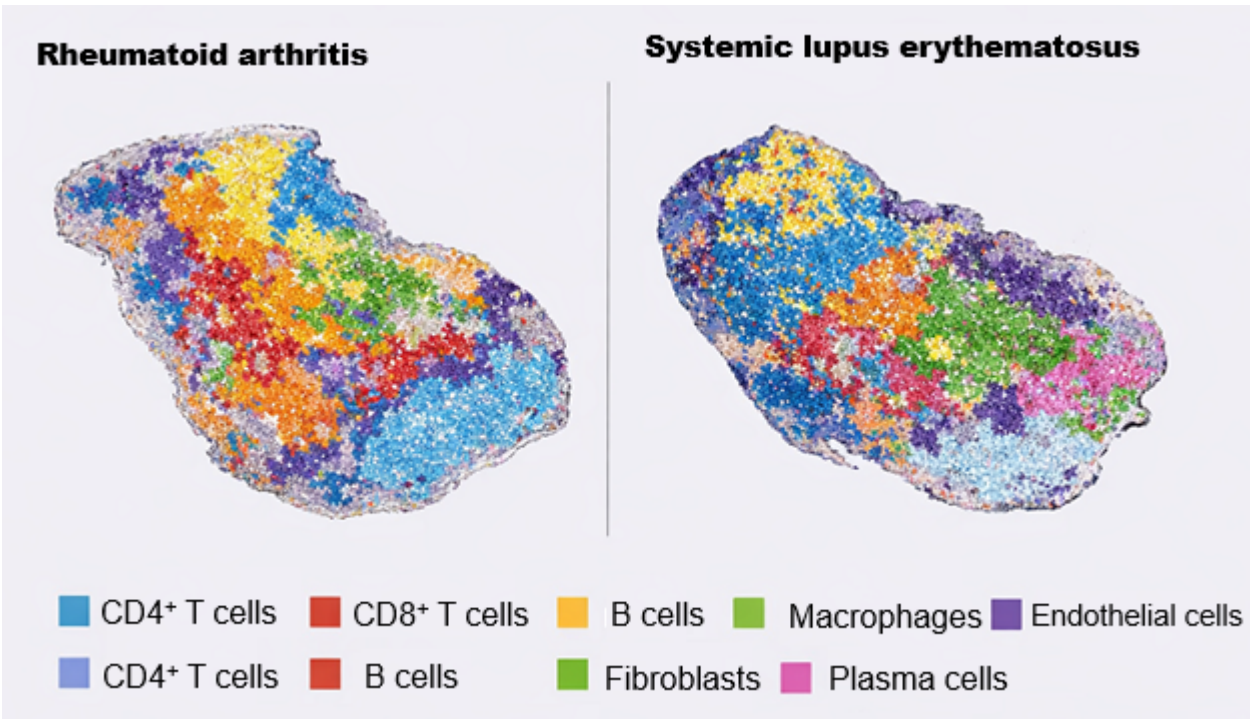 Rheumatoid arthritis
Systemic lupus erythematosus
CD4⁺ T cells CD8⁺ T cells B cells Macrophages Endothelial cells
CD4⁺ T cells B cells Fibroblasts Plasma cells